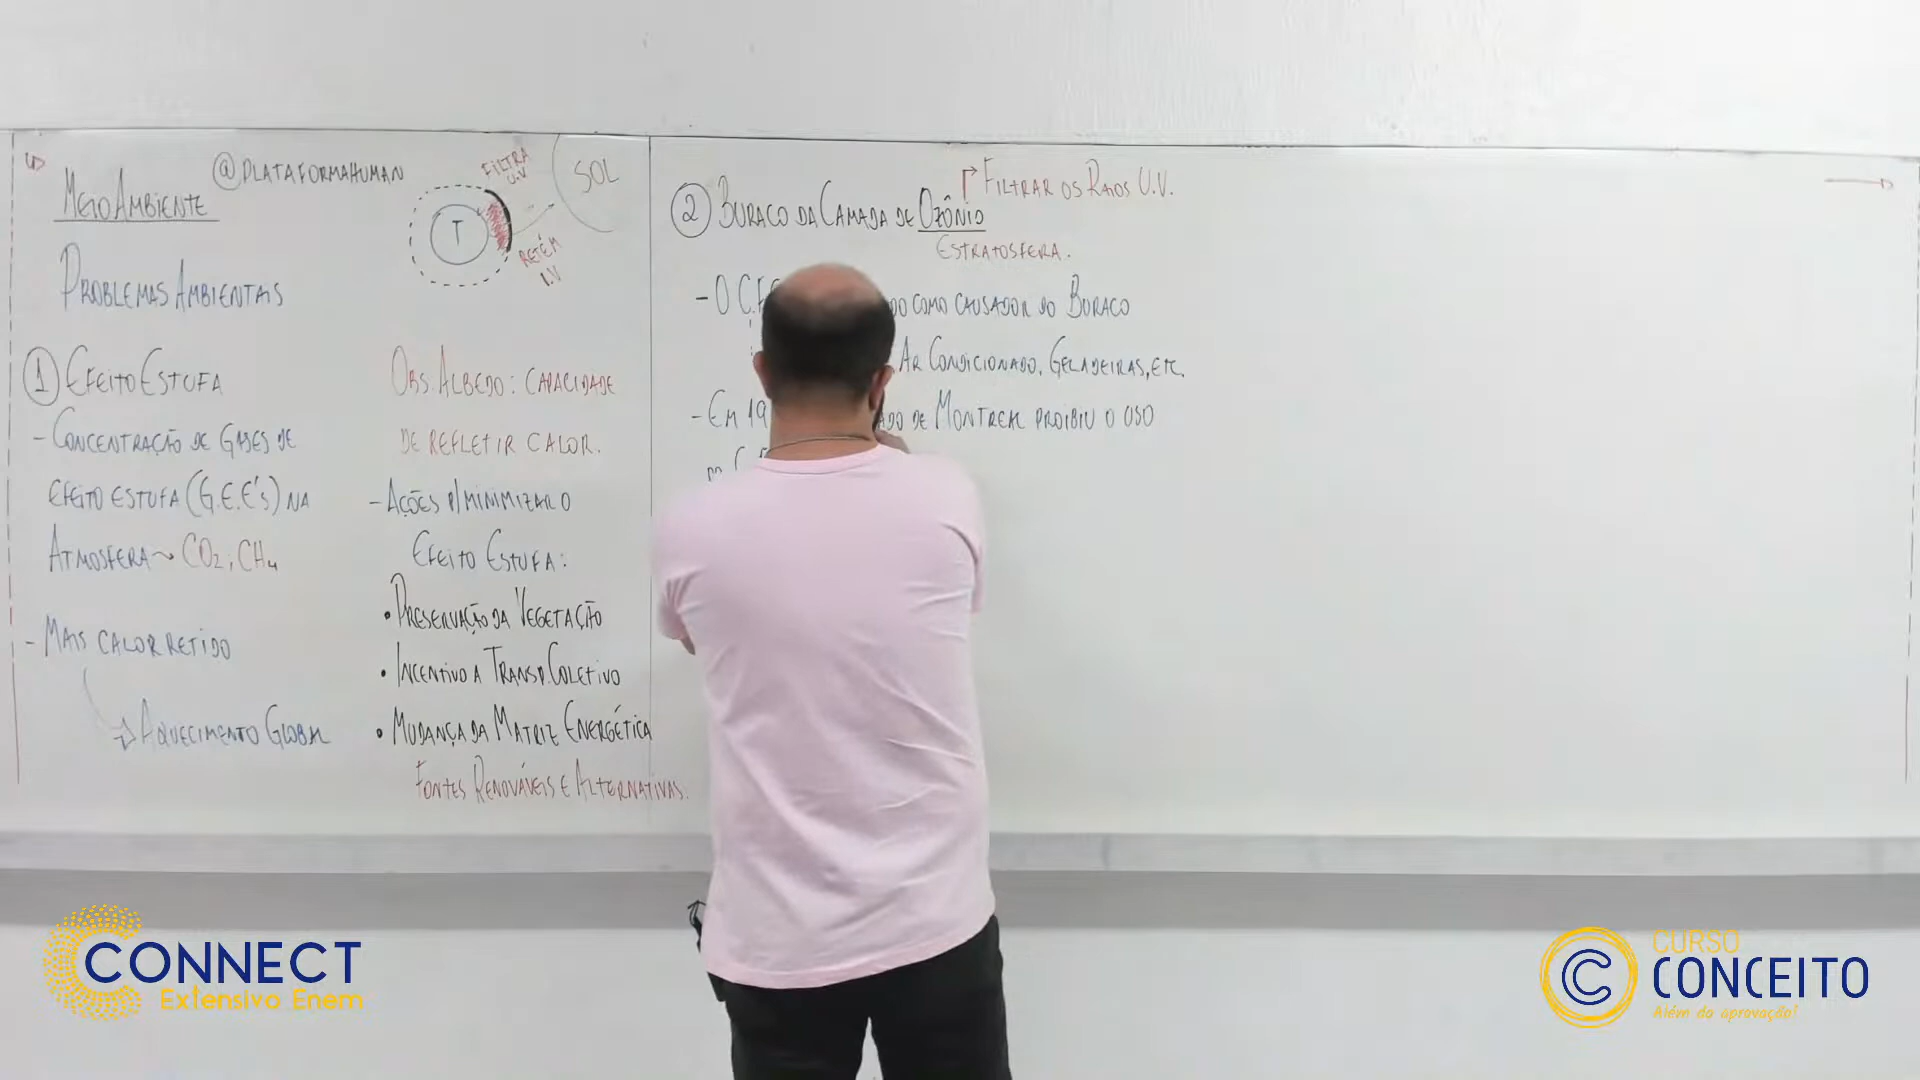 @PLATAFORMAHUMAN
MEIO AMBIENTE
PROBLEMAS AMBIENTAIS
FILTRA
U.V
SOL
T
RETÉM
I.V
1 EFEITO ESTUFA
- CONCENTRAÇÃO DE GASES DE
EFEITO ESTUFA (G.E.E's) NA
ATMOSFERA ~> CO2, CH4
- MAIS CALOR RETIDO
AQUECIMENTO GLOBAL
OBS. ALBEDO: CAPACIDADE
DE REFLETIR CALOR.
- AÇÕES P/MINIMIZAR O
EFEITO ESTUFA:
• PRESERVAÇÃO DA VEGETAÇÃO
• INCENTIVO A TRANSP. COLETIVO
• MUDANÇA DA MATRIZ ENERGÉTICA
FONTES RENOVÁVEIS E ALTERNATIVAS.
FILTRAR OS RAIOS U.V.
2 BURACO DA CAMADA DE OZÔNIO
ESTRATOSFERA.
- O C.F. COMO CAUSADOR DO BURACO
AR CONDICIONADO, GELADEIRAS, ETC.
- EM 19 DE MONTREAL PROIBIU O USO
CONNECT
Extensivo Enem
CURSO
CONCEITO
Além da aprovação!